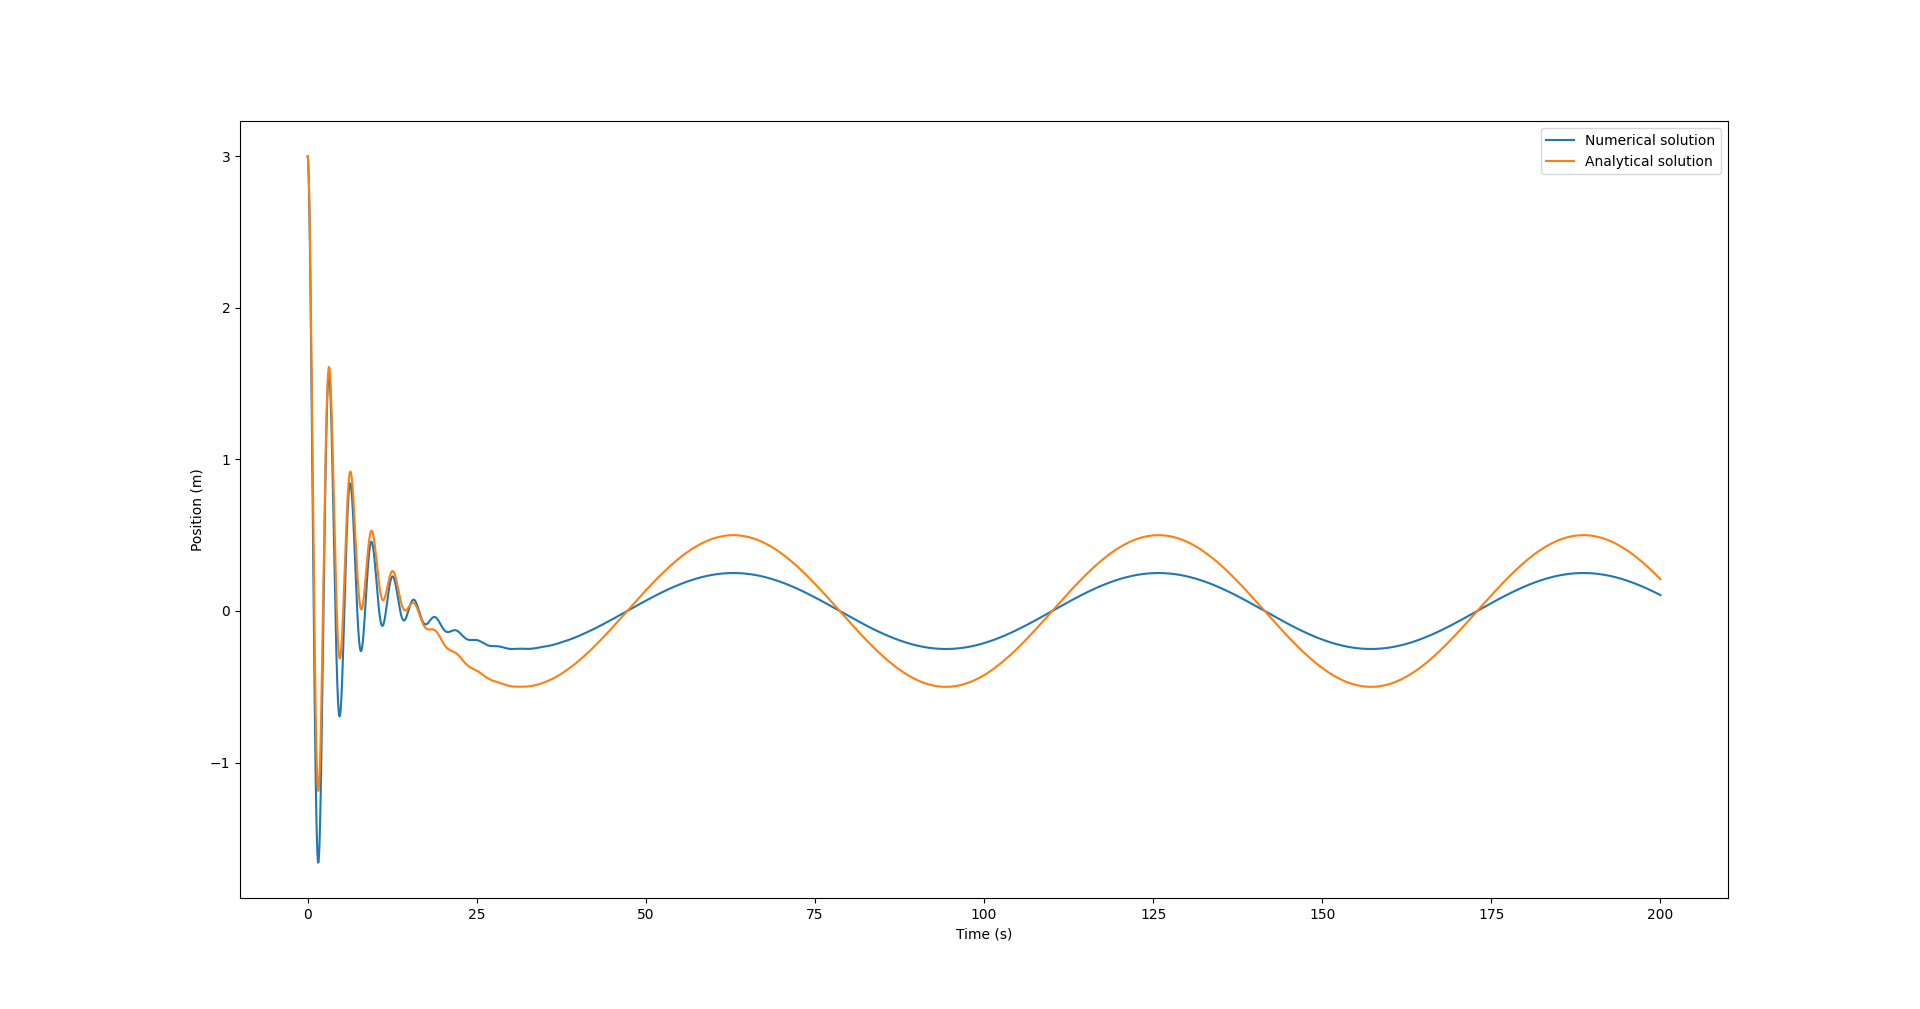 Numerical solution
Analytical solution
3
2
1
0
−1
Position (m)
0 25 50 75 100 125 150 175 200
Time (s)